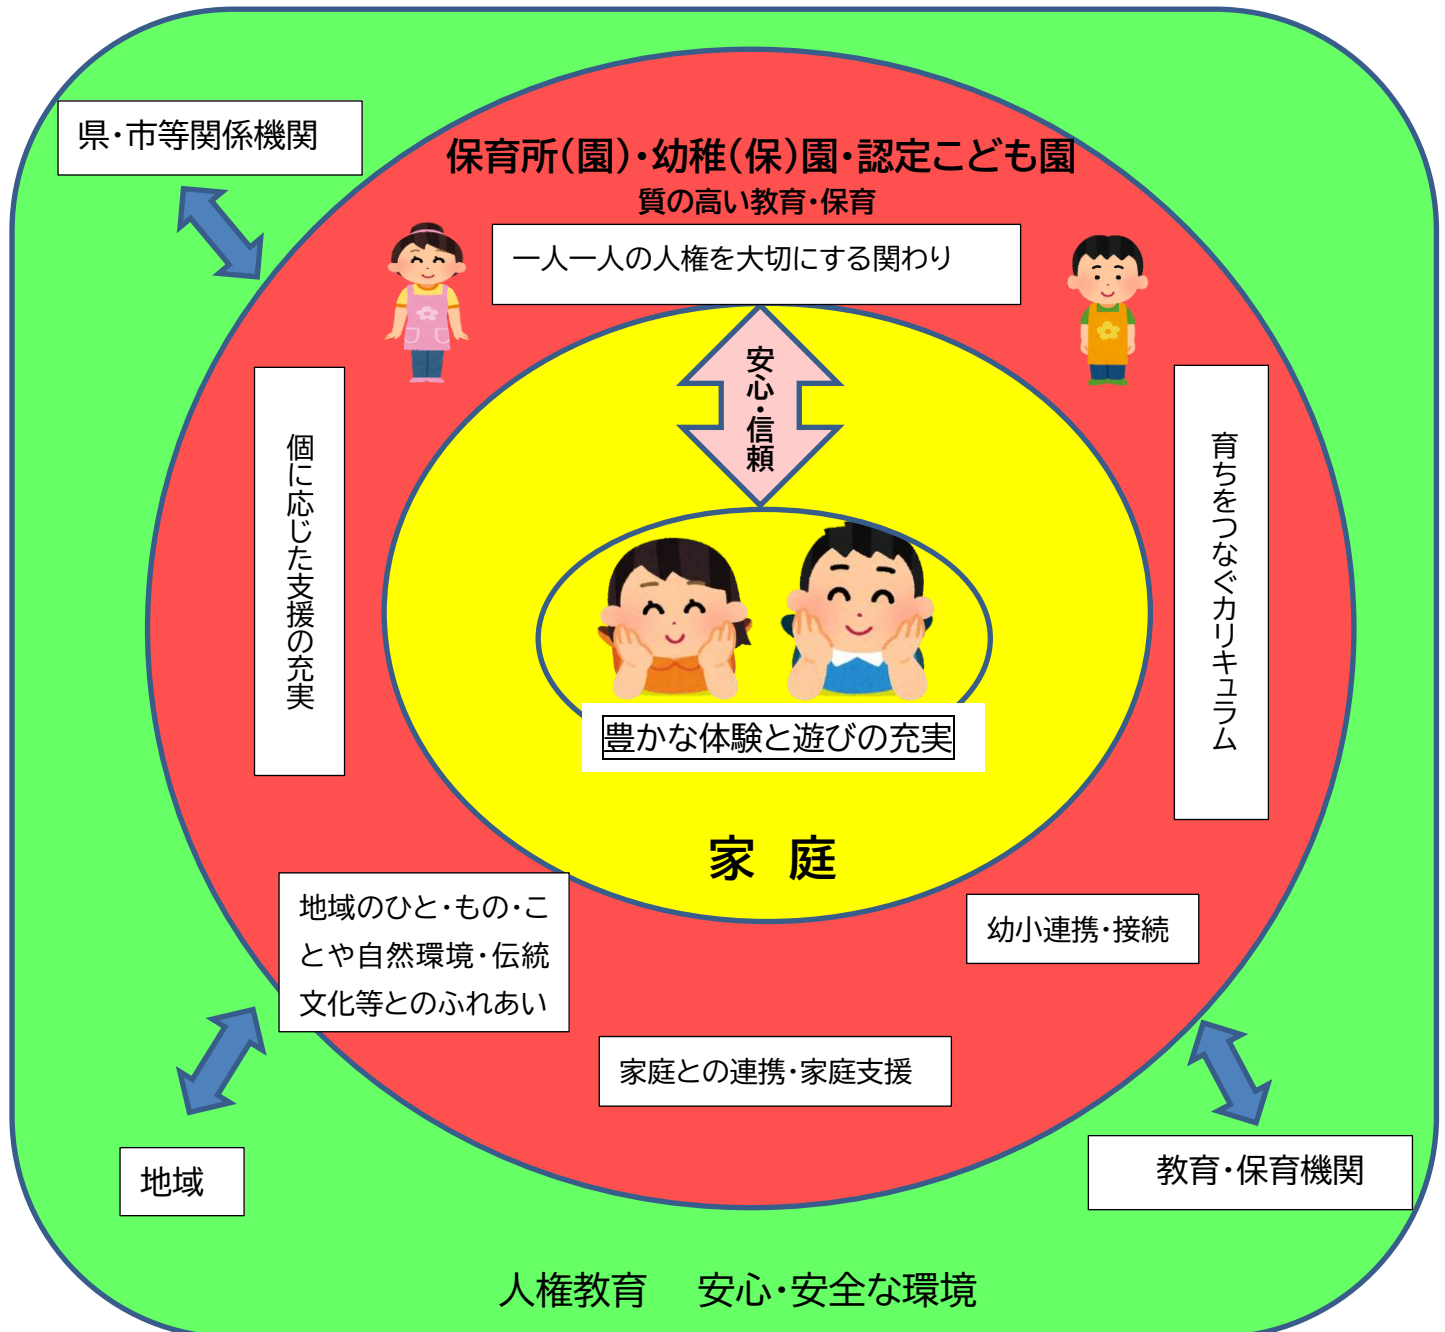 県・市等関係機関
保育所(園)・幼稚(保)園・認定こども園
質の高い教育・保育
一人一人の人権を大切にする関わり
安心・信頼
個に応じた支援の充実
育ちをつなぐカリキュラム
豊かな体験と遊びの充実
家 庭
地域のひと・もの・こ
とや自然環境・伝統
文化等とのふれあい
幼小連携・接続
家庭との連携・家庭支援
地域
教育・保育機関
人権教育 安心・安全な環境